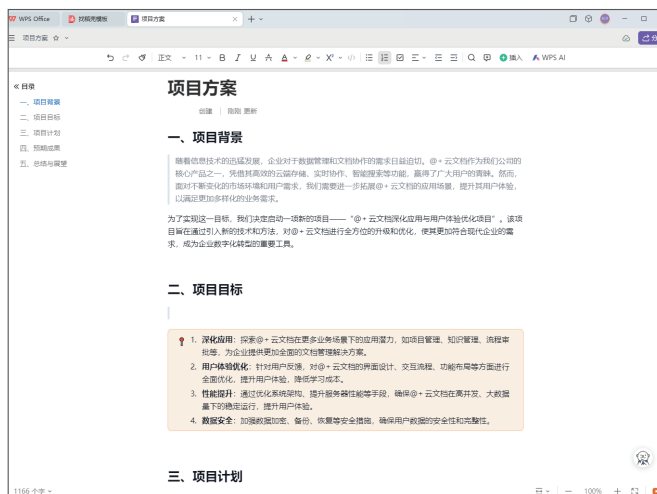 WPS Office
找稻壳模板
项目方案
项目方案
正文
11
插入
WPS AI
目录
一、项目背景
二、项目目标
三、项目计划
四、预期成果
五、总结与展望
项目方案
创建 | 刚刚 更新
一、项目背景
随着信息技术的迅猛发展，企业对于数据管理和文档协作的需求日益迫切。@+云文档作为我们公司的
核心产品之一，凭借其高效的云端存储、实时协作、智能搜索等功能，赢得了广大用户的青睐。然而，
面对不断变化的市场环境和用户需求，我们需要进一步拓展@+云文档的应用场景，提升其用户体验，
以满足更加多样化的业务需求。
为了实现这一目标，我们决定启动一项新的项目——“@+云文档深化应用与用户体验优化项目”。该项
目旨在通过引入新的技术和方法，对@+云文档进行全方位的升级和优化，使其更加符合现代企业的需
求，成为企业数字化转型的重要工具。
二、项目目标
1. 深化应用：探索@+云文档在更多业务场景下的应用潜力，如项目管理、知识管理、流程审
批等，为企业提供更加全面的文档管理解决方案。
2. 用户体验优化：针对用户反馈，对@+云文档的界面设计、交互流程、功能布局等方面进行
全面优化，提升用户体验，降低学习成本。
3. 性能提升：通过优化系统架构、提升服务器性能等手段，确保@+云文档在高并发、大数据
量下的稳定运行，提升用户体验。
4. 数据安全：加强数据加密、备份、恢复等安全措施，确保用户数据的安全性和完整性。
三、项目计划
1166 个字
100%